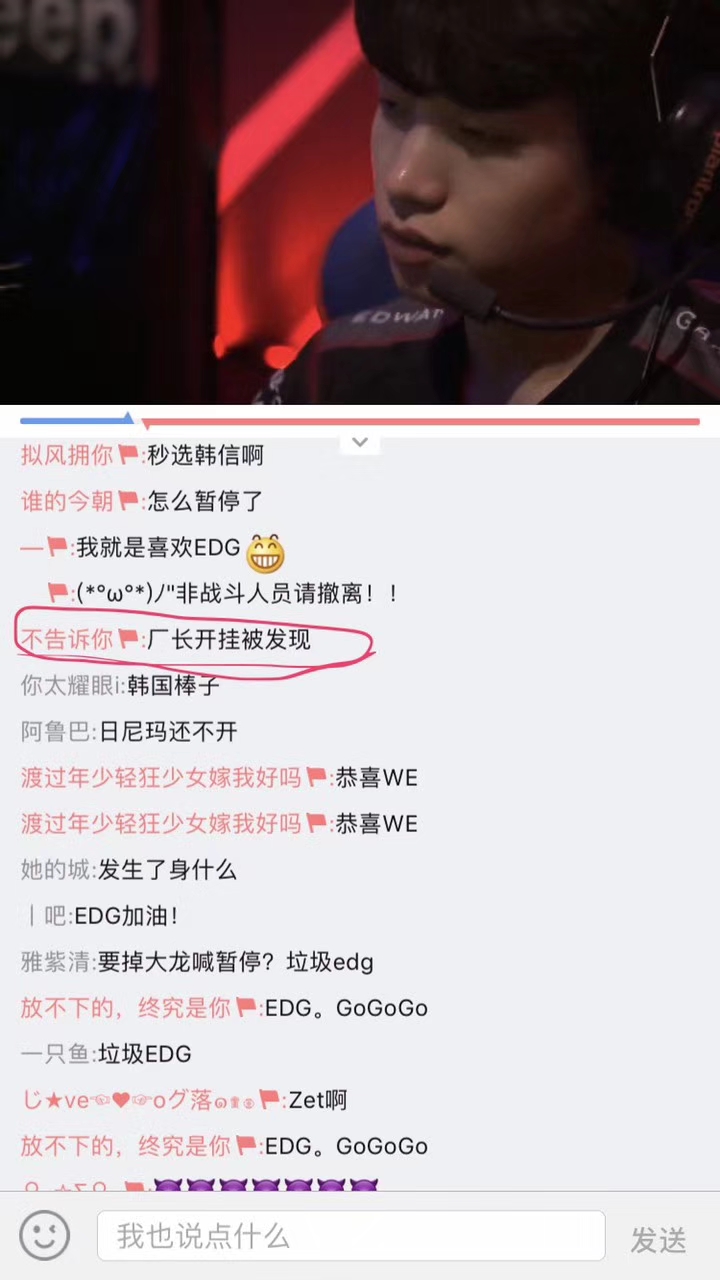 EDWAR
GA
拟风拥你:秒选韩信啊
谁的今朝:怎么暂停了
一:我就是喜欢EDG
:(*°ω°*)ﾉ"非战斗人员请撤离！！
不告诉你:厂长开挂被发现
你太耀眼i:韩国棒子
阿鲁巴:日尼玛还不开
渡过年少轻狂少女嫁我好吗:恭喜WE
渡过年少轻狂少女嫁我好吗:恭喜WE
她的城:发生了身什么
丨吧:EDG加油！
雅紫清:要掉大龙喊暂停？垃圾edg
放不下的，终究是你:EDG。GoGoGo
一只鱼:垃圾EDG
じ★ve☜♥☞oグ落:Zet啊
放不下的，终究是你:EDG。GoGoGo
我也说点什么
发送